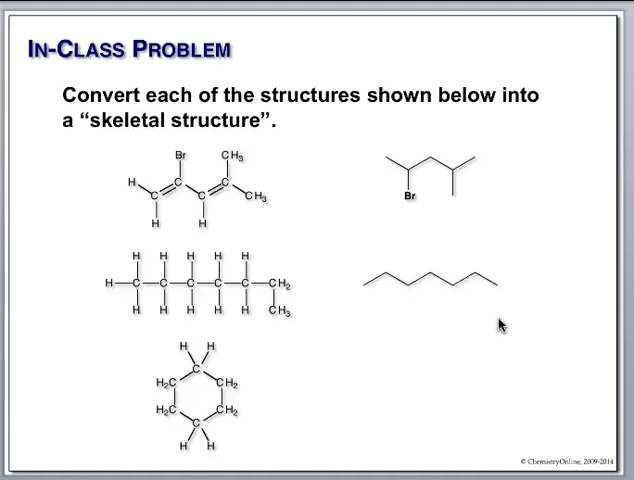 IN-CLASS PROBLEM
Convert each of the structures shown below into
a “skeletal structure”.
Br CH3
H C C C C CH3
H H
Br
H H H H H
H C C C C C CH2
H H H H H CH3
H H
C
H2C CH2
H2C CH2
C
H H
© ChemistryOnline, 2009-2014